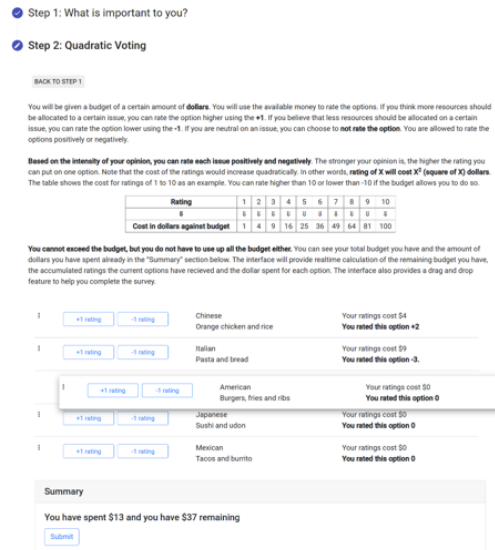 Step 1: What is important to you?
Step 2: Quadratic Voting
BACK TO STEP 1
You will be given a budget of a certain amount of dollars. You will use the available money to rate the options. If you think more resources should
be allocated to a certain issue, you can rate the option higher using the +1. If you believe that less resources should be allocated on a certain
issue, you can rate the option lower using the -1. If you are neutral on an issue, you can choose to not rate the option. You are allowed to rate the
options positively or negatively.
Based on the intensity of your opinion, you can rate each issue positively and negatively. The stronger your opinion is, the higher the rating you
can put on one option. Note that the cost of the ratings would increase quadratically. In other words, rating of X will cost X² (square of X) dollars.
The table shows the cost for ratings of 1 to 10 as an example. You can rate higher than 10 or lower than -10 if the budget allows you to do so.
Rating 1 2 3 4 5 6 7 8 9 10
Cost in dollars against budget 1 4 9 16 25 36 49 64 81 100
You cannot exceed the budget, but you do not have to use up all the budget either. You can see your total budget you have and the amount of
dollars you have spent already in the "Summary" section below. The interface will provide realtime calculation of the remaining budget you have,
the accumulated ratings the current options have recieved and the dollar spent for each option. The interface also provides a drag and drop
feature to help you complete the survey.
+1 rating -1 rating Chinese Your ratings cost $4
Orange chicken and rice You rated this option +2
+1 rating -1 rating Italian Your ratings cost $9
Pasta and bread You rated this option -3.
+1 rating -1 rating American Your ratings cost $0
Burgers, fries and ribs You rated this option 0
+1 rating -1 rating Japanese Your ratings cost $0
Sushi and udon You rated this option 0
+1 rating -1 rating Mexican Your ratings cost $0
Tacos and burrito You rated this option 0
Summary
You have spent $13 and you have $37 remaining
Submit